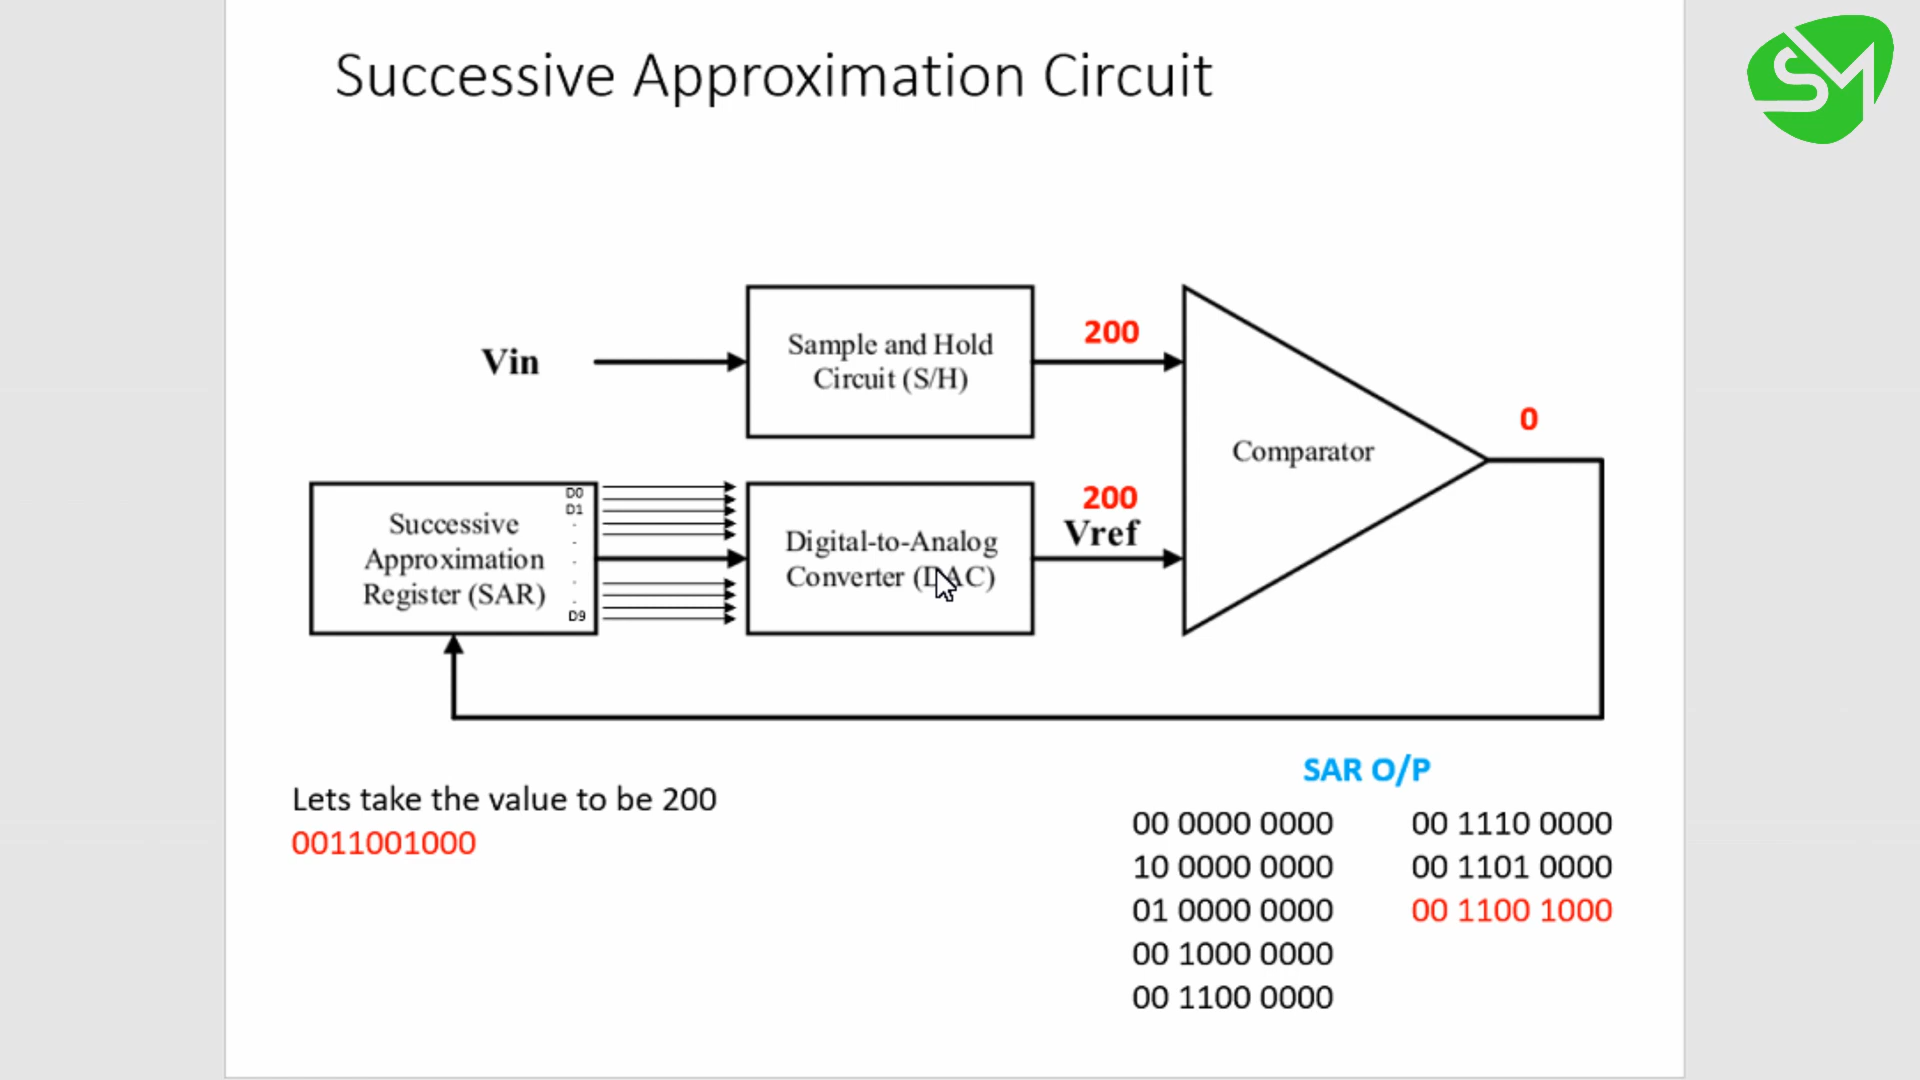 Successive Approximation Circuit
SM
Vin
Sample and Hold
Circuit (S/H)
200
Comparator
0
Successive
Approximation
Register (SAR)
D0
D1
D9
Digital-to-Analog
Converter (DAC)
200
Vref
Lets take the value to be 200
0011001000
SAR O/P
00 0000 0000
10 0000 0000
01 0000 0000
00 1000 0000
00 1100 0000
00 1110 0000
00 1101 0000
00 1100 1000